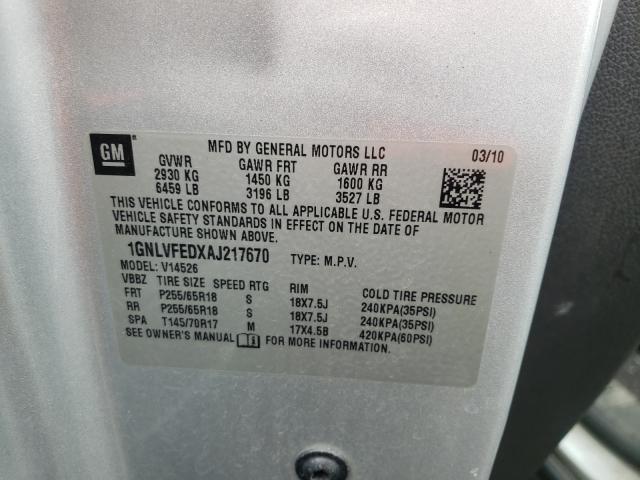 GM
MFD BY GENERAL MOTORS LLC 03/10
GVWR GAWR FRT GAWR RR
2930 KG 1450 KG 1600 KG
6459 LB 3196 LB 3527 LB
THIS VEHICLE CONFORMS TO ALL APPLICABLE U.S. FEDERAL MOTOR
VEHICLE SAFETY STANDARDS IN EFFECT ON THE DATE OF
MANUFACTURE SHOWN ABOVE.
1GNLVFEDXAJ217670 TYPE: M.P.V.
MODEL: V14526
VBBZ TIRE SIZE SPEED RTG RIM COLD TIRE PRESSURE
FRT P255/65R18 S 18X7.5J 240KPA(35PSI)
RR P255/65R18 S 18X7.5J 240KPA(35PSI)
SPA T145/70R17 M 17X4.5B 420KPA(60PSI)
SEE OWNER'S MANUAL FOR MORE INFORMATION.